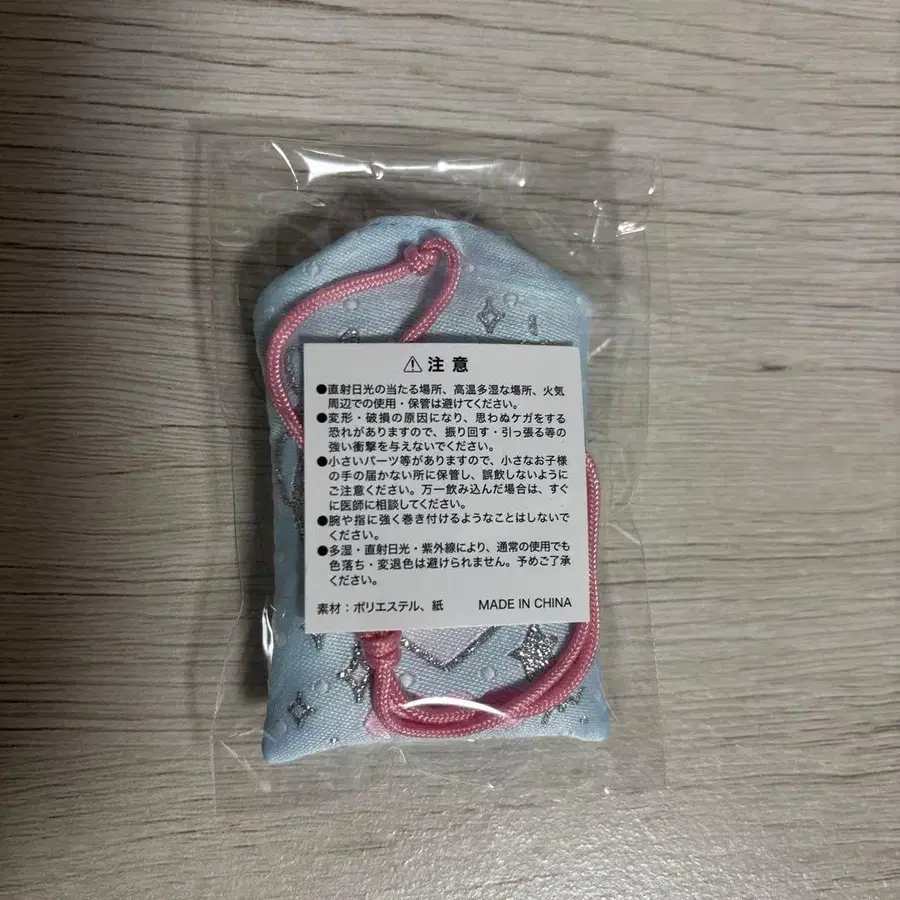 ⚠注意
●直射日光の当たる場所、高温多湿な場所、火気
周辺での使用・保管は避けてください。
●変形・破損の原因になり、思わぬケガをする
恐れがありますので、振り回す・引っ張る等の
強い衝撃を与えないでください。
●小さいパーツ等がありますので、小さなお子様
の手の届かない所に保管し、誤飲しないように
ご注意ください。万一飲み込んだ場合は、すぐ
に医師に相談してください。
●腕や指に強く巻き付けるようなことはしないで
ください。
●多湿・直射日光・紫外線により、通常の使用でも
色落ち・変退色は避けられません。予めご了承
ください。
素材：ポリエステル、紙 MADE IN CHINA